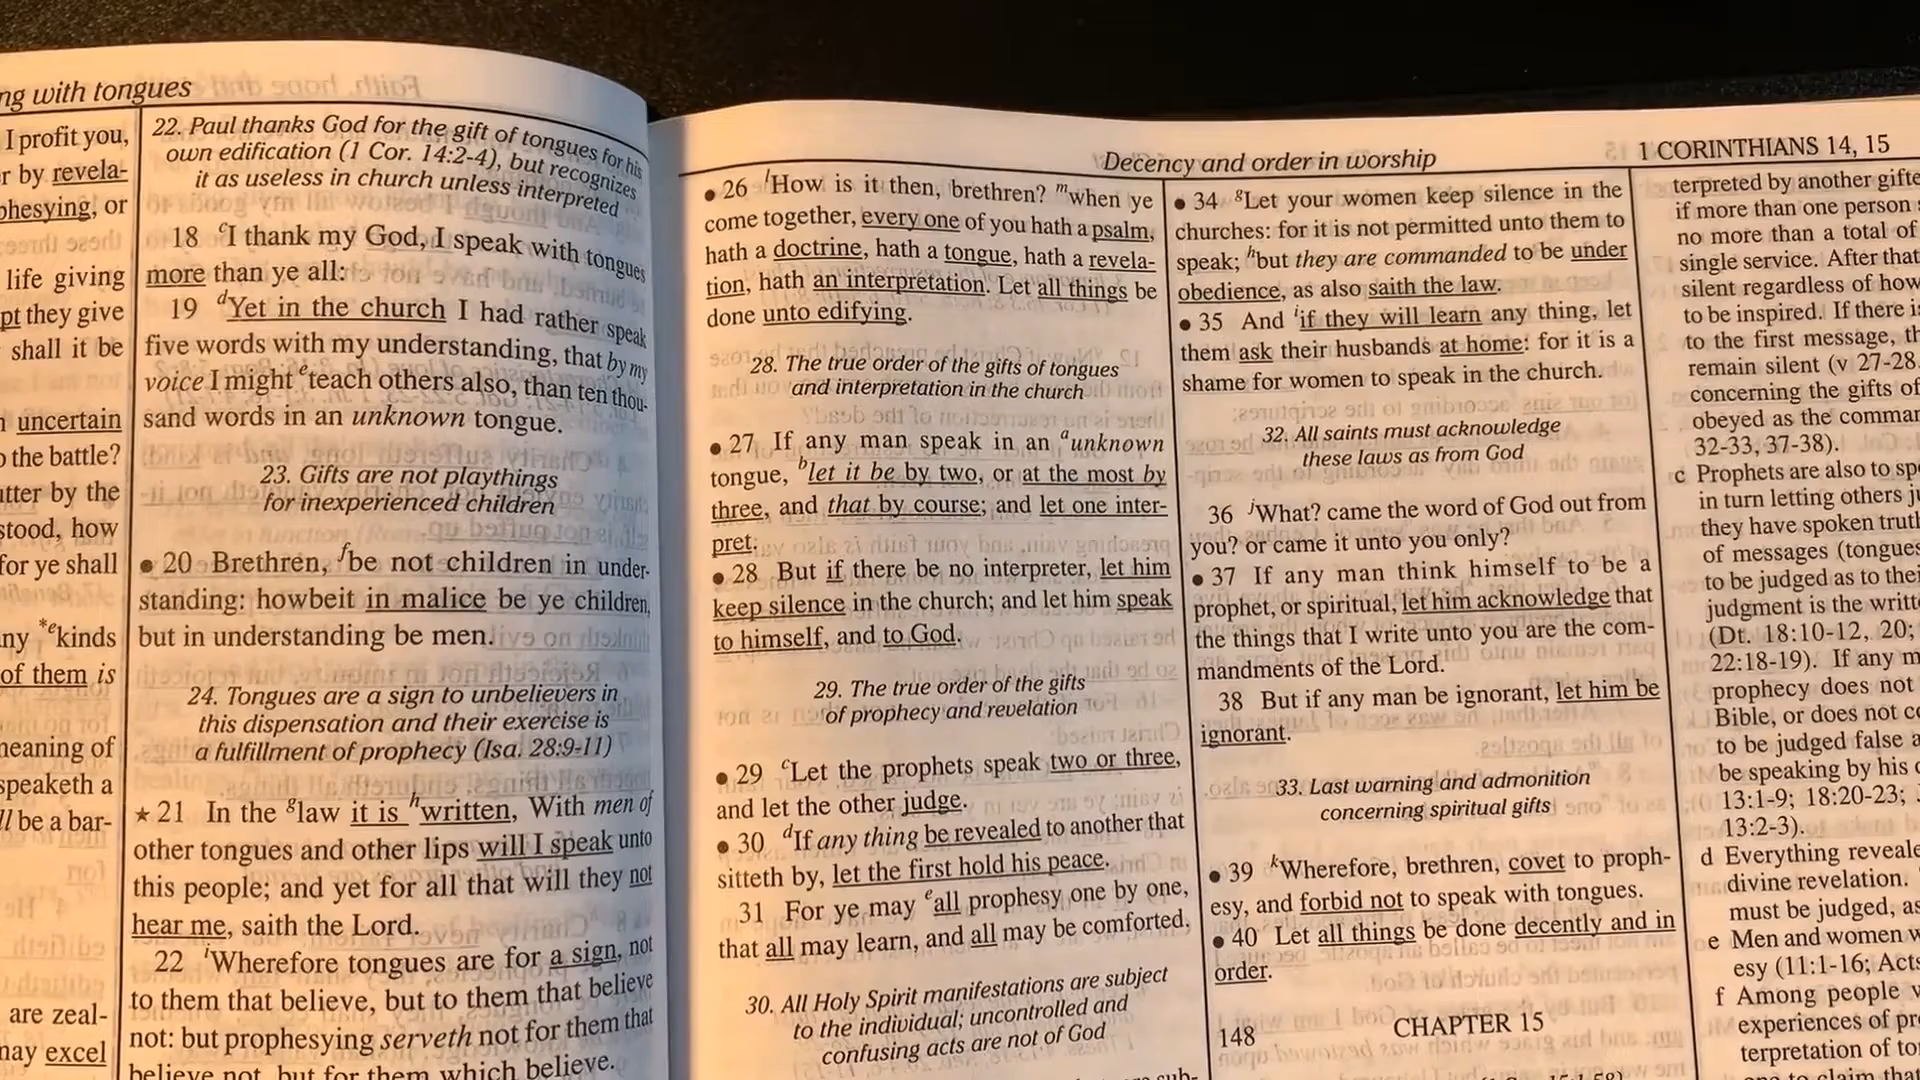 ng with tongues
I profit you,
r by revela-
phesying, or
life giving
pt they give
shall it be
uncertain
the battle?
utter by the
stood, how
for ye shall
ny *ᵉkinds
of them is
neaning of
speaketh a
ll be a bar-
are zeal-
nay excel
22. Paul thanks God for the gift of tongues for his
own edification (1 Cor. 14:2-4), but recognizes
it as useless in church unless interpreted
18 ᶜI thank my God, I speak with tongues
more than ye all:
19 ᵈYet in the church I had rather speak
five words with my understanding, that by my
voice I might ᵉteach others also, than ten thou-
sand words in an unknown tongue.
23. Gifts are not playthings
for inexperienced children
• 20 Brethren, ᶠbe not children in under-
standing: howbeit in malice be ye children,
but in understanding be men.
24. Tongues are a sign to unbelievers in
this dispensation and their exercise is
a fulfillment of prophecy (Isa. 28:9-11)
★ 21 In the ᵍlaw it is ʰwritten, With men of
other tongues and other lips will I speak unto
this people; and yet for all that will they not
hear me, saith the Lord.
22 ⁱWherefore tongues are for a sign, not
to them that believe, but to them that believe
not: but prophesying serveth not for them that
believe not, but for them which believe.
Decency and order in worship
1 CORINTHIANS 14, 15
• 26 ˡHow is it then, brethren? ᵐwhen ye
come together, every one of you hath a psalm,
hath a doctrine, hath a tongue, hath a revela-
tion, hath an interpretation. Let all things be
done unto edifying.
28. The true order of the gifts of tongues
and interpretation in the church
• 27 If any man speak in an ᵃunknown
tongue, ᵇlet it be by two, or at the most by
three, and that by course; and let one inter-
pret.
• 28 But if there be no interpreter, let him
keep silence in the church; and let him speak
to himself, and to God.
29. The true order of the gifts
of prophecy and revelation
• 29 ᶜLet the prophets speak two or three,
and let the other judge.
• 30 ᵈIf any thing be revealed to another that
sitteth by, let the first hold his peace.
31 For ye may ᵉall prophesy one by one,
that all may learn, and all may be comforted.
30. All Holy Spirit manifestations are subject
to the individual; uncontrolled and
confusing acts are not of God
• 34 ᵍLet your women keep silence in the
churches: for it is not permitted unto them to
speak; ʰbut they are commanded to be under
obedience, as also saith the law.
• 35 And ⁱif they will learn any thing, let
them ask their husbands at home: for it is a
shame for women to speak in the church.
32. All saints must acknowledge
these laws as from God
36 ʲWhat? came the word of God out from
you? or came it unto you only?
• 37 If any man think himself to be a
prophet, or spiritual, let him acknowledge that
the things that I write unto you are the com-
mandments of the Lord.
38 But if any man be ignorant, let him be
ignorant.
33. Last warning and admonition
concerning spiritual gifts
• 39 ᵏWherefore, brethren, covet to proph-
esy, and forbid not to speak with tongues.
• 40 Let all things be done decently and in
order.
148 CHAPTER 15
terpreted by another gifte
if more than one person
no more than a total of
single service. After that
silent regardless of how
to be inspired. If there i
to the first message, th
remain silent (v 27-28
concerning the gifts of
obeyed as the comman
32-33, 37-38).
c Prophets are also to spe
in turn letting others ju
they have spoken truth
of messages (tongues
to be judged as to thei
judgment is the writte
(Dt. 18:10-12, 20;
22:18-19). If any m
prophecy does not
Bible, or does not co
to be judged false a
be speaking by his o
13:1-9; 18:20-23;
13:2-3).
d Everything reveale
divine revelation.
must be judged, as
e Men and women w
esy (11:1-16; Acts
f Among people w
experiences of pro
terpretation of to
to claim that